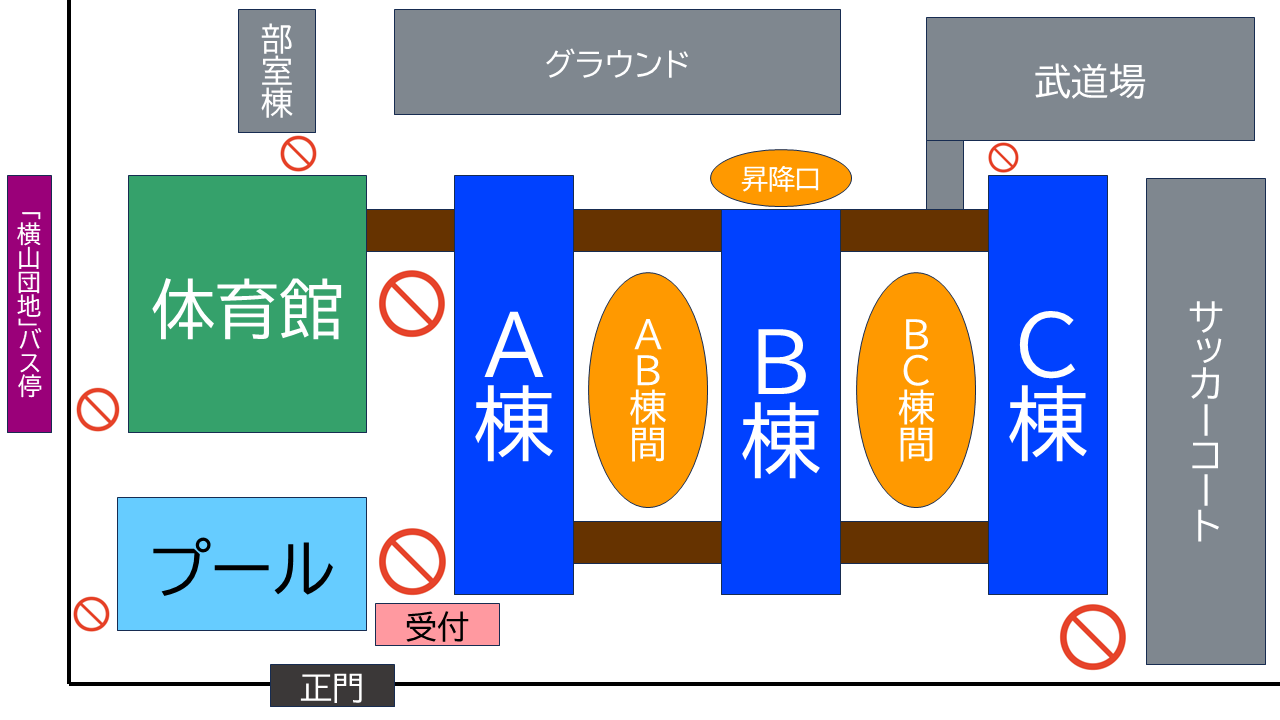 部室棟
グラウンド
武道場
昇降口
「横山団地」バス停
体育館
A棟
AB棟間
B棟
BC棟間
C棟
サッカーコート
プール
受付
正門